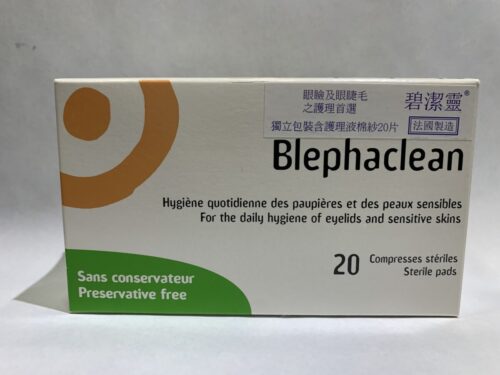 眼瞼及眼睫毛
之護理首選
碧潔靈®
獨立包裝含護理液棉紗20片
法國製造
Blephaclean
Hygiène quotidienne des paupières et des peaux sensibles
For the daily hygiene of eyelids and sensitive skins
20 Compresses stériles
Sterile pads
Sans conservateur
Preservative free